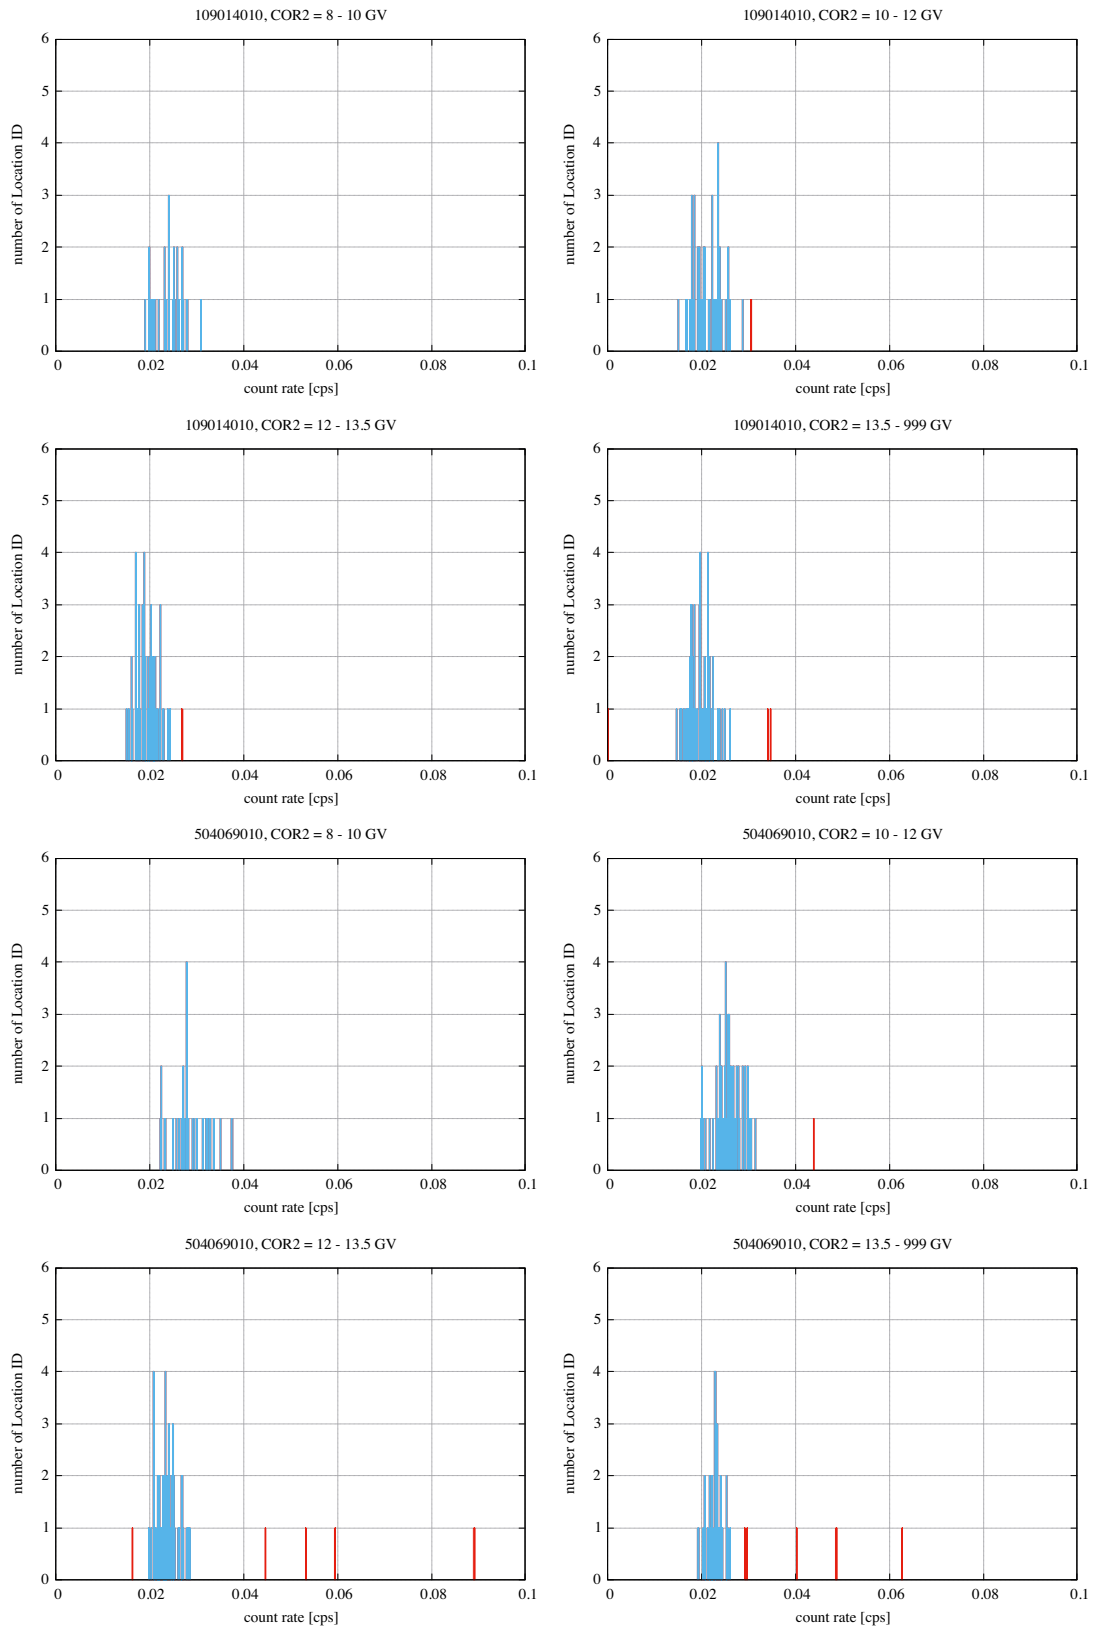 109014010, COR2 = 8 - 10 GV
number of Location ID
6
5
4
3
2
1
0
0 0.02 0.04 0.06 0.08 0.1
count rate [cps]
109014010, COR2 = 10 - 12 GV
number of Location ID
6
5
4
3
2
1
0
0 0.02 0.04 0.06 0.08 0.1
count rate [cps]
109014010, COR2 = 12 - 13.5 GV
number of Location ID
6
5
4
3
2
1
0
0 0.02 0.04 0.06 0.08 0.1
count rate [cps]
109014010, COR2 = 13.5 - 999 GV
number of Location ID
6
5
4
3
2
1
0
0 0.02 0.04 0.06 0.08 0.1
count rate [cps]
504069010, COR2 = 8 - 10 GV
number of Location ID
6
5
4
3
2
1
0
0 0.02 0.04 0.06 0.08 0.1
count rate [cps]
504069010, COR2 = 10 - 12 GV
number of Location ID
6
5
4
3
2
1
0
0 0.02 0.04 0.06 0.08 0.1
count rate [cps]
504069010, COR2 = 12 - 13.5 GV
number of Location ID
6
5
4
3
2
1
0
0 0.02 0.04 0.06 0.08 0.1
count rate [cps]
504069010, COR2 = 13.5 - 999 GV
number of Location ID
6
5
4
3
2
1
0
0 0.02 0.04 0.06 0.08 0.1
count rate [cps]